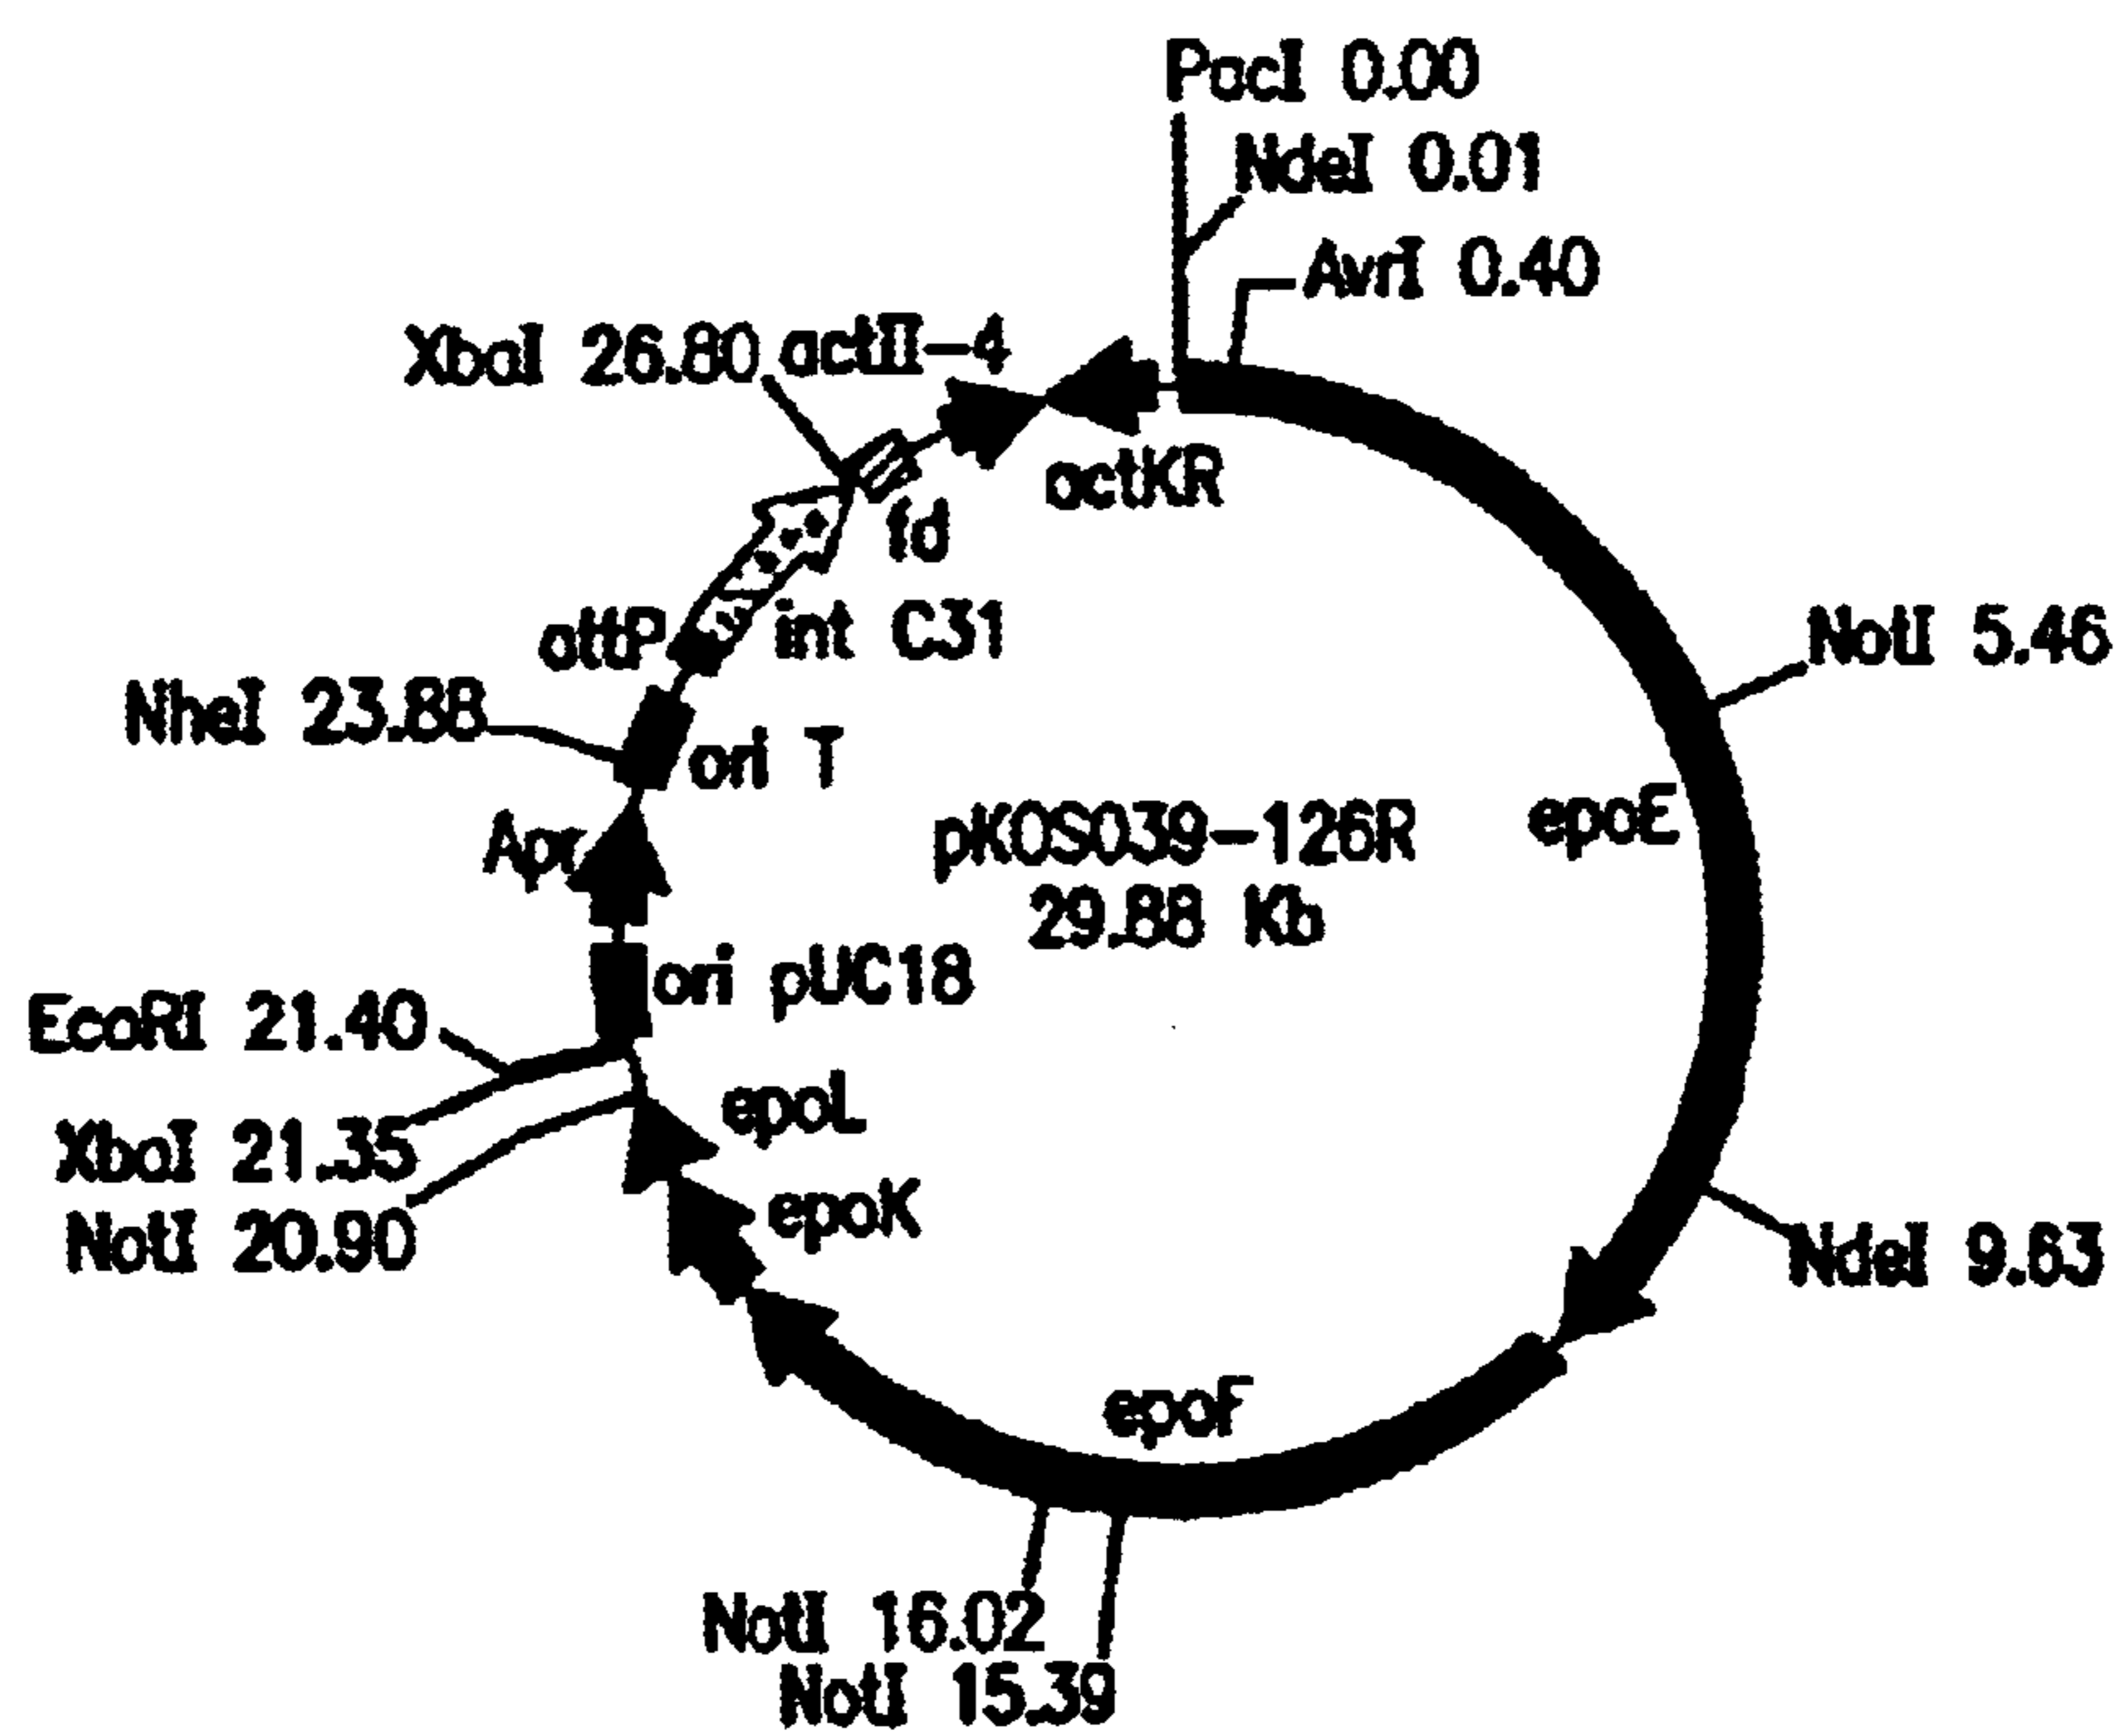 PacI 0.00
NdeI 0.01
AvrI 0.40
XbaI 26.80
actII-4
actKR
fd
attP
int C31
NotI 5.46
NheI 23.88
ori T
Apr
pKOS039-126R
29.88 Kb
epoE
ori pUC18
EcoRI 21.40
epoL
XbaI 21.35
epoK
NotI 20.90
NdeI 9.63
epoF
NotI 16.02
NotI 15.39